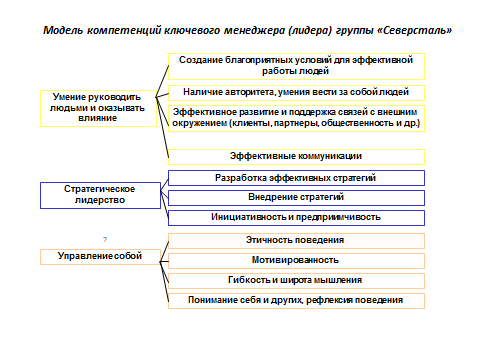 Модель компетенций ключевого менеджера (лидера) группы «Северсталь»
Умение руководить
людьми и оказывать
влияние
Создание благоприятных условий для эффективной
работы людей
Наличие авторитета, умения вести за собой людей
Эффективное развитие и поддержка связей с внешним
окружением (клиенты, партнеры, общественность и др.)
Эффективные коммуникации
Стратегическое
лидерство
Разработка эффективных стратегий
Внедрение стратегий
Инициативность и предприимчивость
7
Управление собой
Этичность поведения
Мотивированность
Гибкость и широта мышления
Понимание себя и других, рефлексия поведения